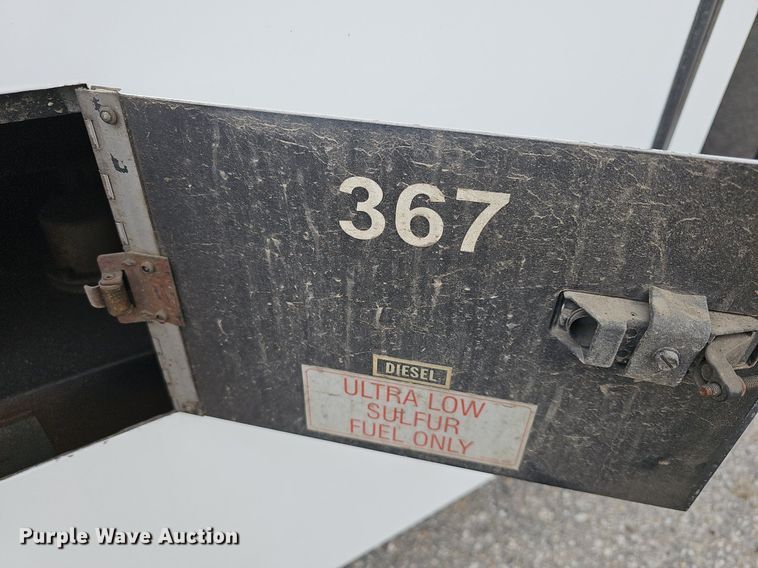 367
DIESEL
ULTRA LOW
SULFUR
FUEL ONLY
Purple Wave Auction